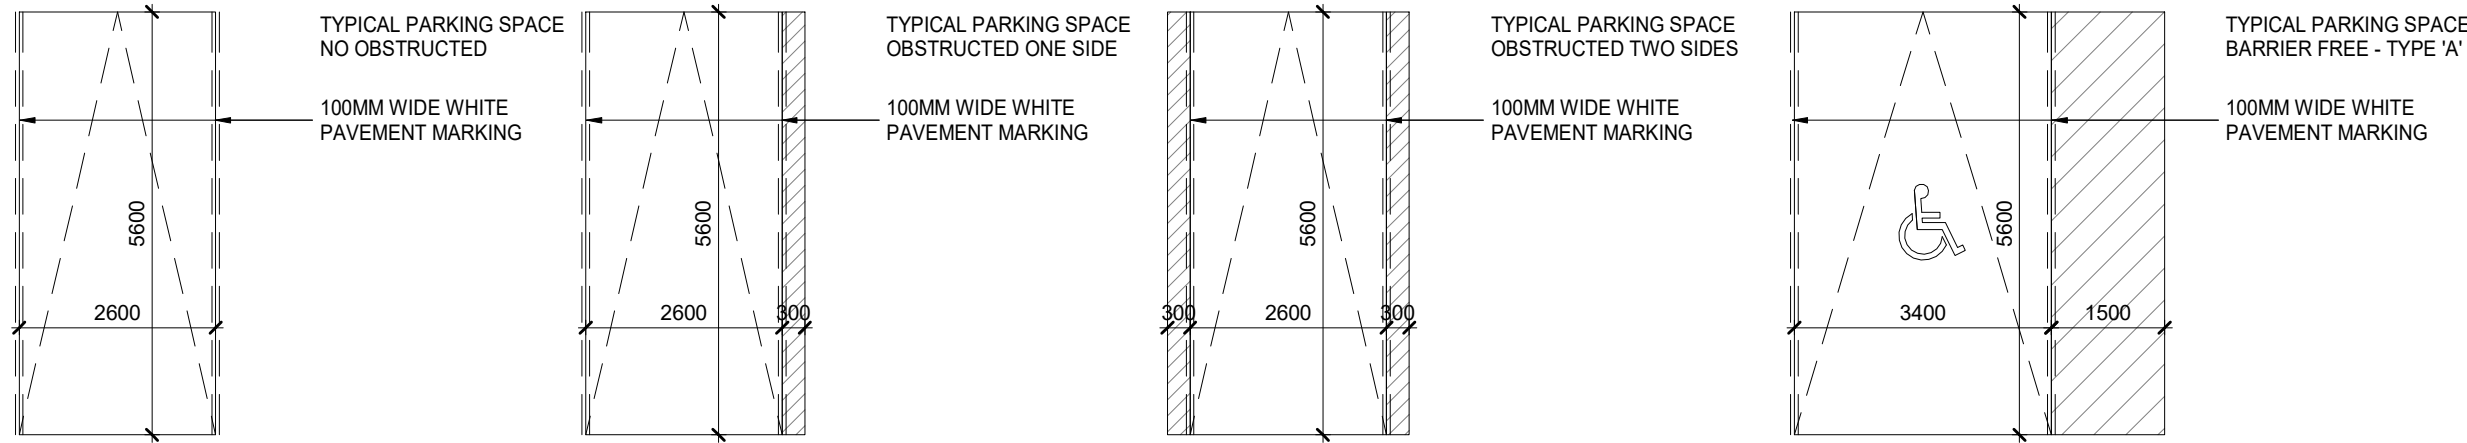 TYPICAL PARKING SPACE
NO OBSTRUCTED
100MM WIDE WHITE
PAVEMENT MARKING
5600
2600
TYPICAL PARKING SPACE
OBSTRUCTED ONE SIDE
100MM WIDE WHITE
PAVEMENT MARKING
5600
2600
300
TYPICAL PARKING SPACE
OBSTRUCTED TWO SIDES
100MM WIDE WHITE
PAVEMENT MARKING
5600
300
2600
300
TYPICAL PARKING SPACE
BARRIER FREE - TYPE 'A'
100MM WIDE WHITE
PAVEMENT MARKING
5600
3400
1500